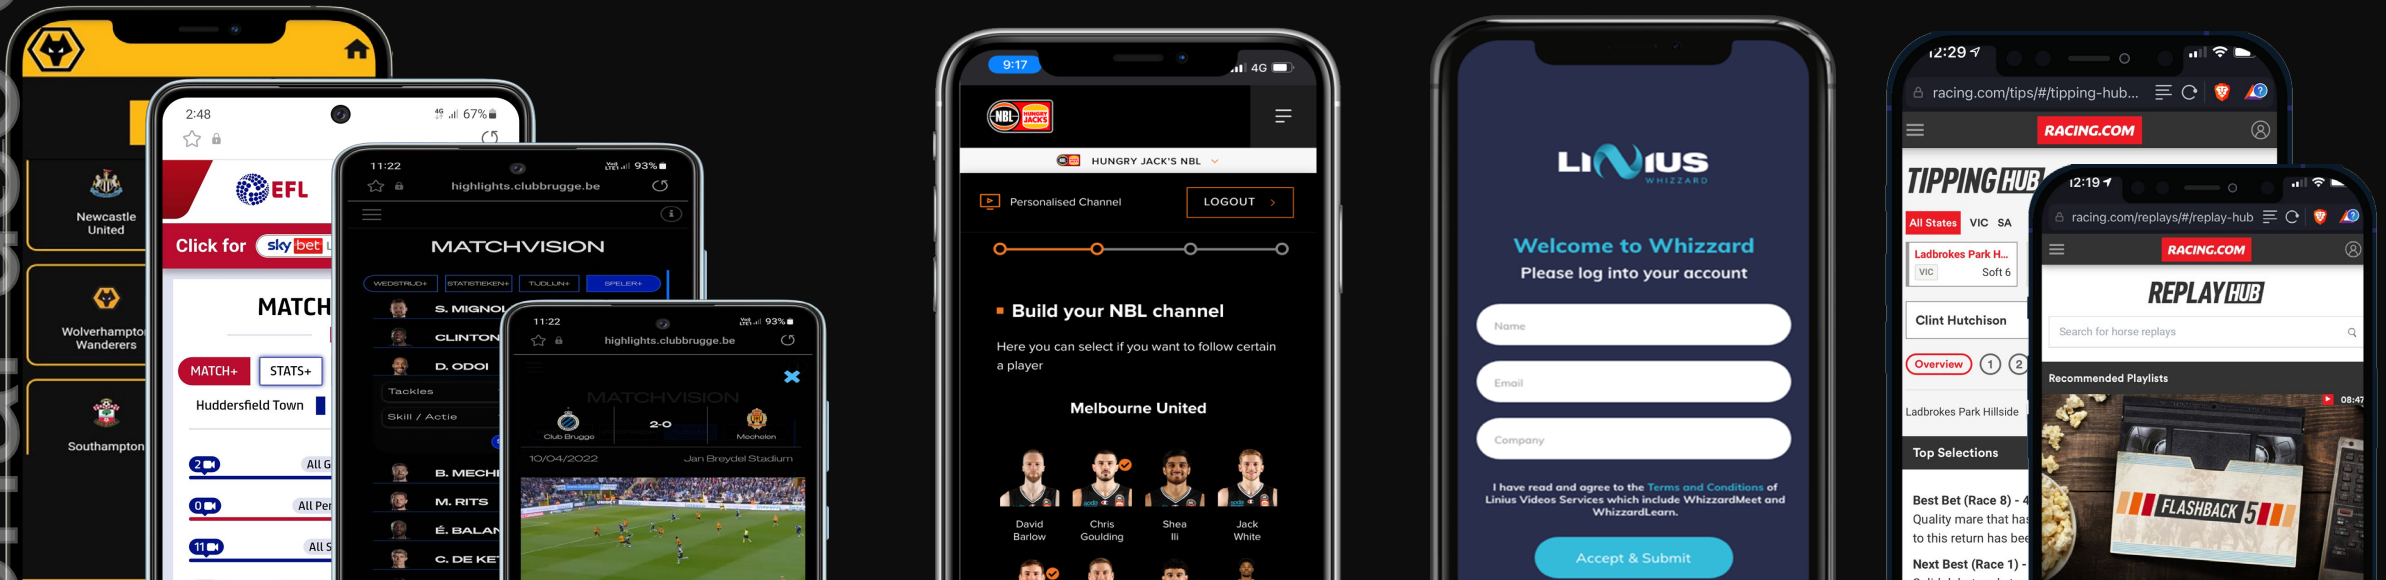 Newcastle
United
Wolverhampto
Wanderers
Southampton
2:48
4G 67%
EFL
Click for sky bet L
MATCH
MATCH+ STATS+
Huddersfield Town
2 All G
0 All Per
11 All S
11:22
93%
highlights.clubbrugge.be
MATCHVISION
WEDSTRIJD+ STATISTIEKEN+ TIJDLIJN+ SPELER+
S. MIGNOL
CLINTON
D. ODOI
Tackles
Skill / Actie
B. MECH
M. RITS
É. BALAN
C. DE KE
11:22
93%
highlights.clubbrugge.be
MATCHVISION
2-0
Club Brugge
Mechelen
10/04/2022 Jan Breydel Stadium
9:17
4G
NBL HUNGRY JACK'S
HUNGRY JACK'S NBL
Personalised Channel
LOGOUT
Build your NBL channel
Here you can select if you want to follow certain
a player
Melbourne United
David
Barlow
Chris
Goulding
Shea
Ili
Jack
White
LINIUS
WHIZZARD
Welcome to Whizzard
Please log into your account
Name
Email
Company
I have read and agree to the Terms and Conditions of
Linius Videos Services which include WhizzardMeet and
WhizzardLearn.
Accept & Submit
12:29
racing.com/tips/#/tipping-hub...
RACING.COM
TIPPING HUB
All States VIC SA
Ladbrokes Park H...
VIC Soft 6
Clint Hutchison
Overview 1 2
Ladbrokes Park Hillside
Top Selections
Best Bet (Race 8) - 4
Quality mare that has
to this return has bee
Next Best (Race 1) -
12:19
racing.com/replays/#/replay-hub
RACING.COM
REPLAY HUB
Search for horse replays
Recommended Playlists
08:47
FLASHBACK 5